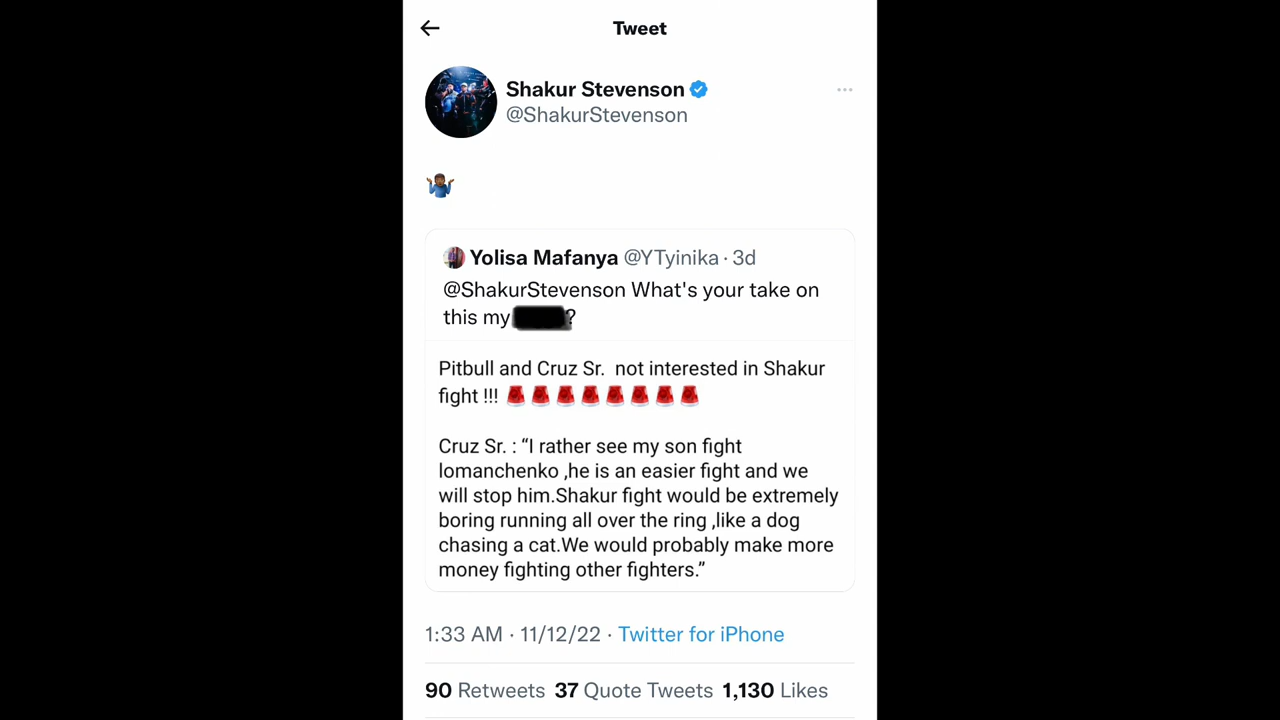 Tweet
Shakur Stevenson
@ShakurStevenson
Yolisa Mafanya @YTyinika · 3d
@ShakurStevenson What's your take on
this my ?
Pitbull and Cruz Sr.  not interested in Shakur
fight !!!
Cruz Sr. : “I rather see my son fight
lomanchenko ,he is an easier fight and we
will stop him.Shakur fight would be extremely
boring running all over the ring ,like a dog
chasing a cat.We would probably make more
money fighting other fighters.”
1:33 AM · 11/12/22 · Twitter for iPhone
90 Retweets 37 Quote Tweets 1,130 Likes